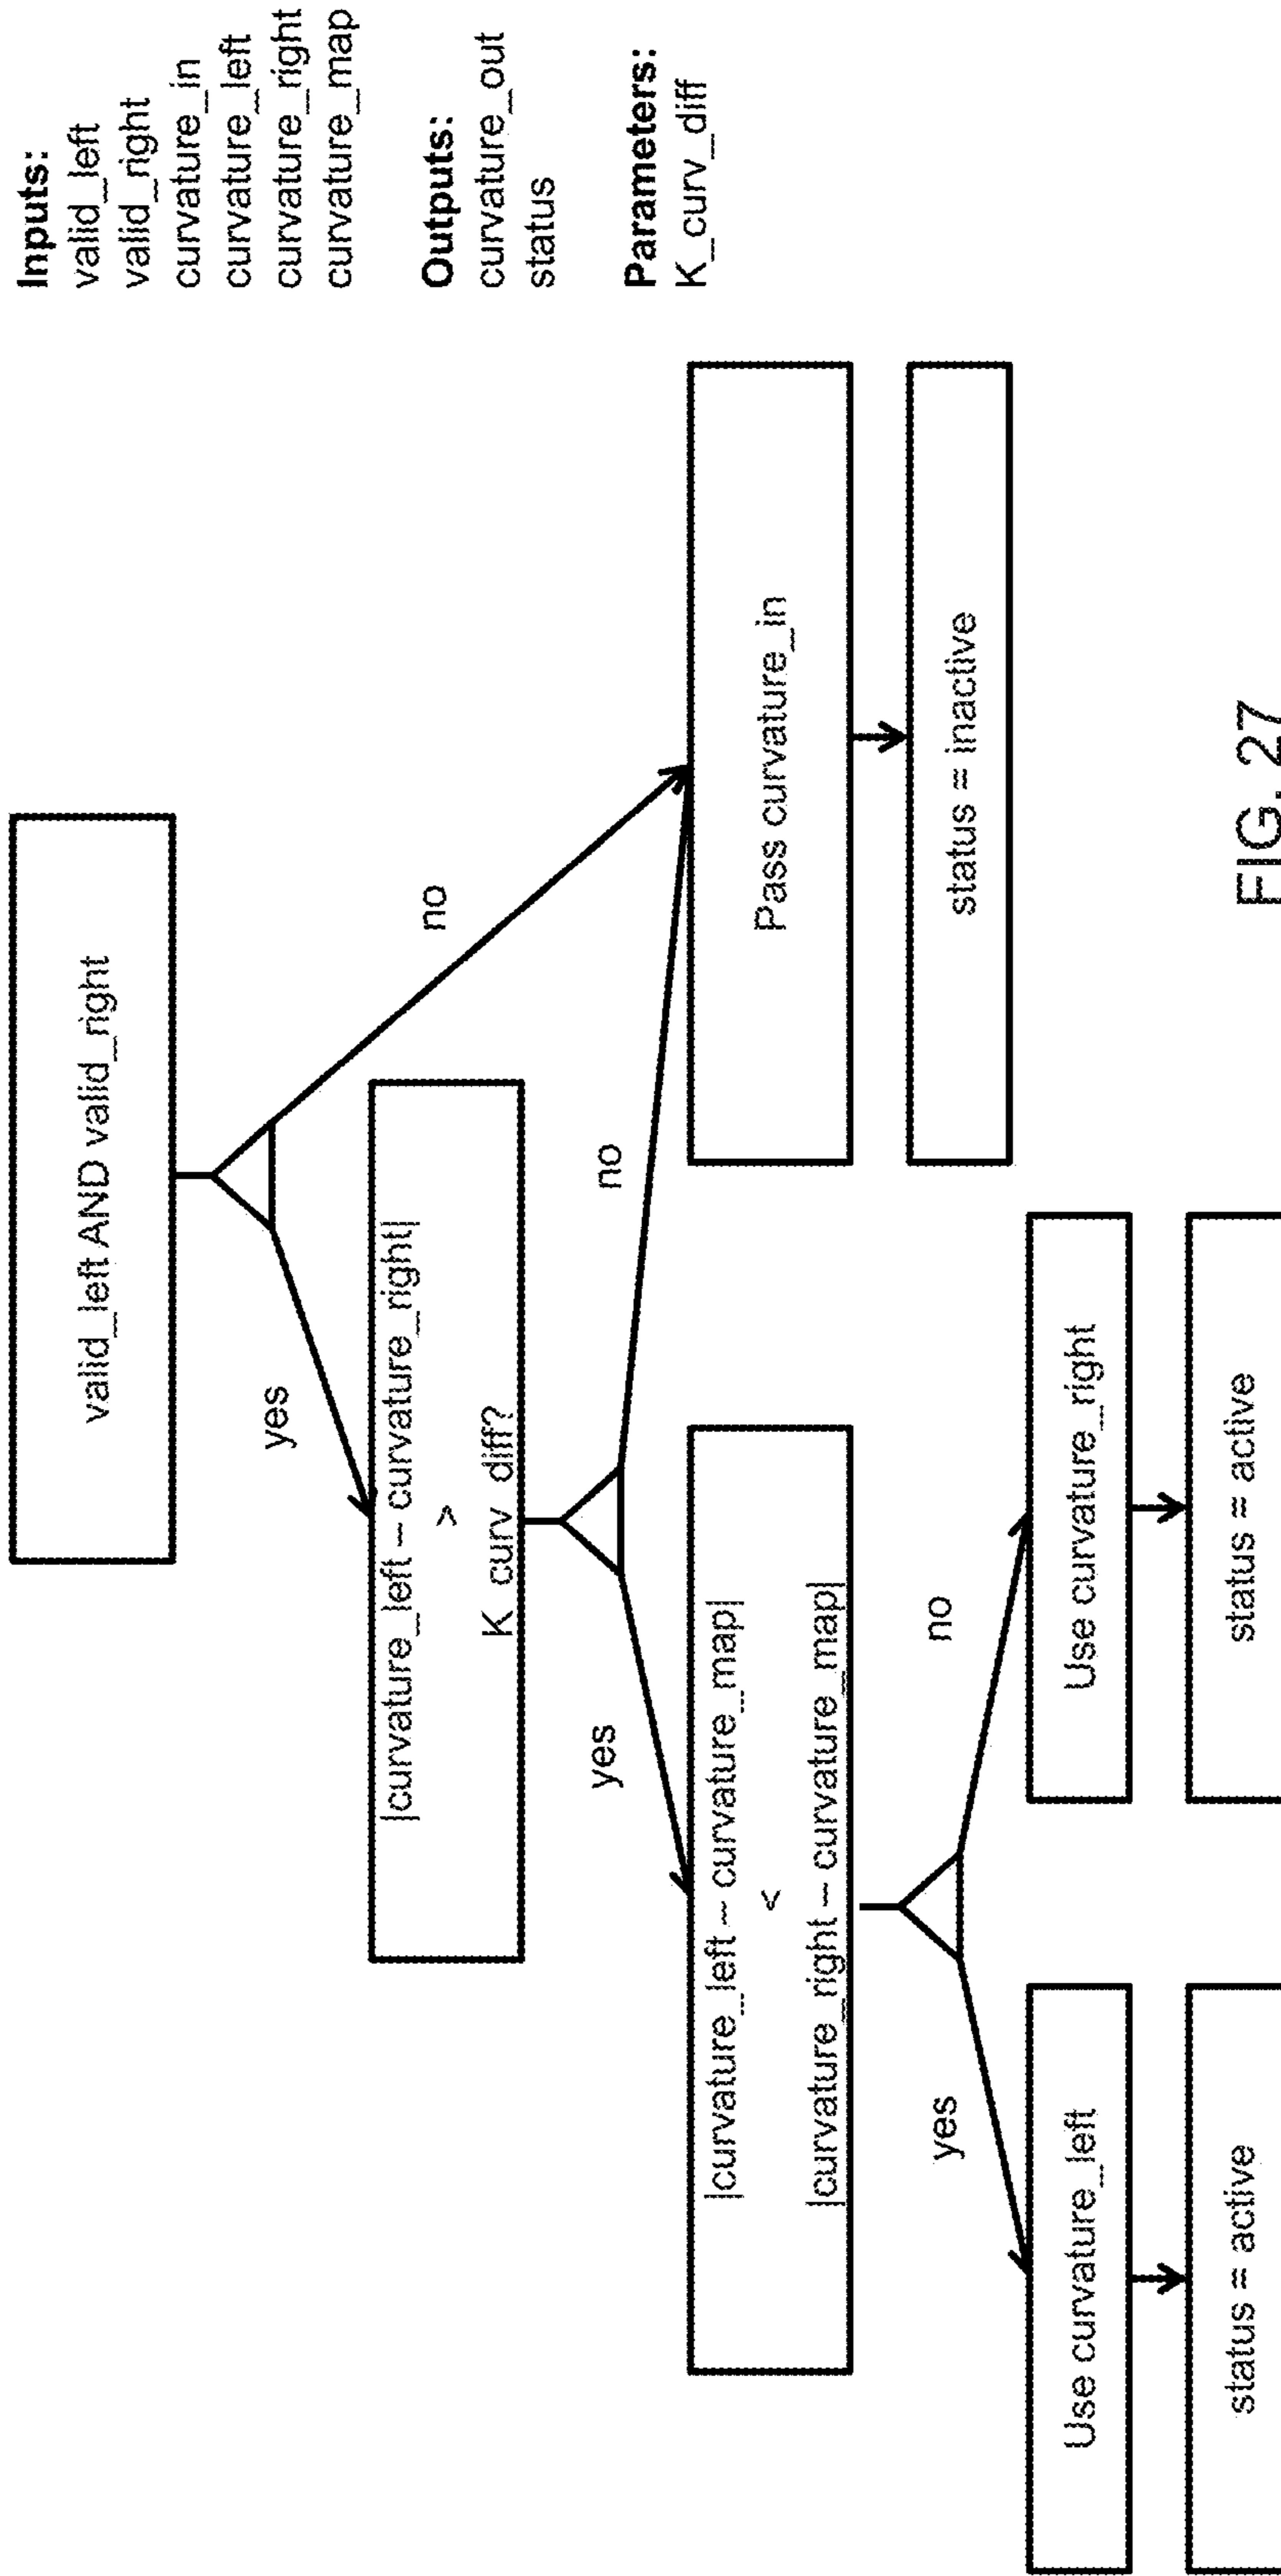 valid_left AND valid_right
yes
no
|curvature_left – curvature_right|
>
K_curv_diff?
yes
no
|curvature_left – curvature_map|
<
|curvature_right – curvature_map|
yes
no
Pass curvature_in
status = inactive
Use curvature_left
status = active
Use curvature_right
status = active
Inputs:
valid_left
valid_right
curvature_in
curvature_left
curvature_right
curvature_map
Outputs:
curvature_out
status
Parameters:
K_curv_diff
FIG. 27